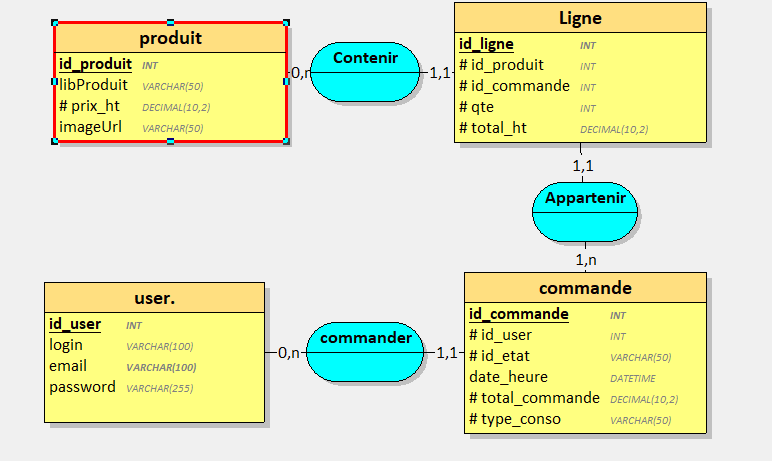 produit
id_produit INT
libProduit VARCHAR(50)
# prix_ht DECIMAL(10,2)
imageUrl VARCHAR(50)
0,n
Contenir
1,1
Ligne
id_ligne INT
# id_produit INT
# id_commande INT
# qte INT
# total_ht DECIMAL(10,2)
1,1
Appartenir
1,n
user.
id_user INT
login VARCHAR(100)
email VARCHAR(100)
password VARCHAR(255)
0,n
commander
1,1
commande
id_commande INT
# id_user INT
# id_etat VARCHAR(50)
date_heure DATETIME
# total_commande DECIMAL(10,2)
# type_conso VARCHAR(50)